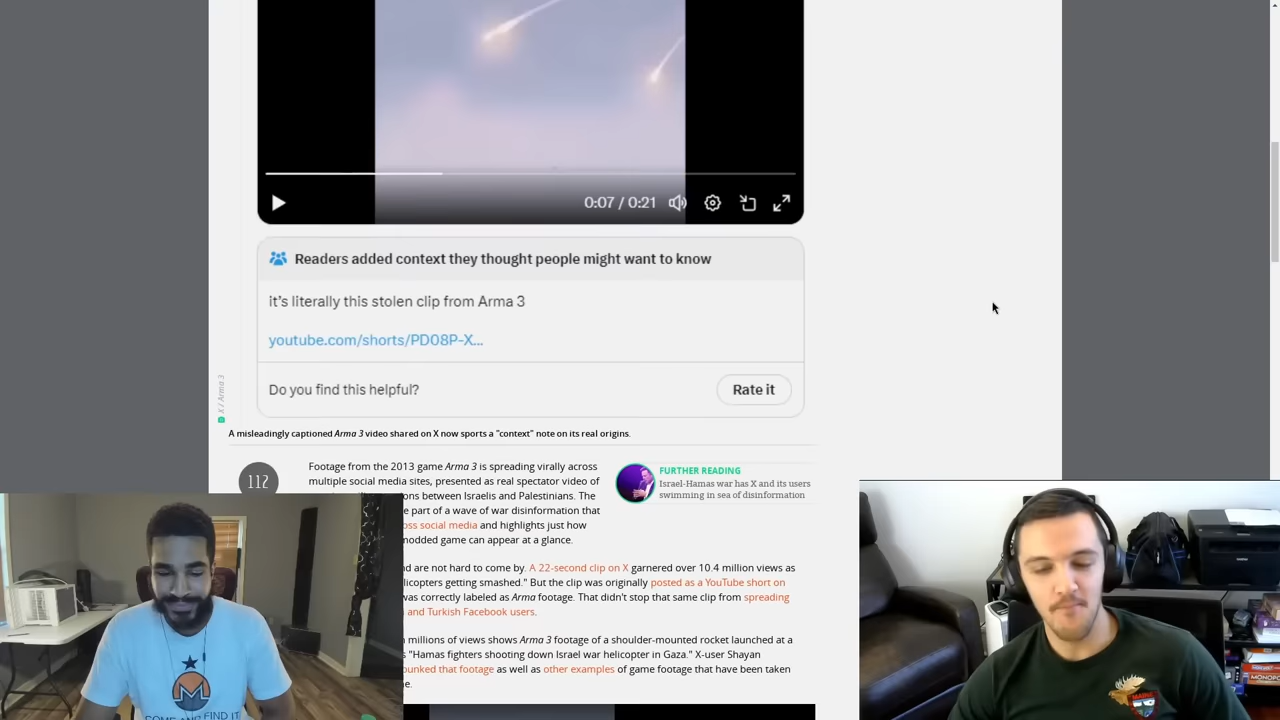 0:07 / 0:21
Readers added context they thought people might want to know
it's literally this stolen clip from Arma 3
youtube.com/shorts/PD08P-X...
Do you find this helpful?
Rate it
X / Arma 3
A misleadingly captioned Arma 3 video shared on X now sports a "context" note on its real origins.
112
Footage from the 2013 game Arma 3 is spreading virally across
multiple social media sites, presented as real spectator video of
ons between Israelis and Palestinians. The
e part of a wave of war disinformation that
oss social media and highlights just how
nodded game can appear at a glance.
FURTHER READING
Israel-Hamas war has X and its users
swimming in sea of disinformation
nd are not hard to come by. A 22-second clip on X garnered over 10.4 million views as
licopters getting smashed." But the clip was originally posted as a YouTube short on
was correctly labeled as Arma footage. That didn't stop that same clip from spreading
and Turkish Facebook users.
millions of views shows Arma 3 footage of a shoulder-mounted rocket launched at a
s "Hamas fighters shooting down Israel war helicopter in Gaza." X-user Shayan
bunked that footage as well as other examples of game footage that have been taken
e.
COME AND FIND IT
MAINE
MONOPO